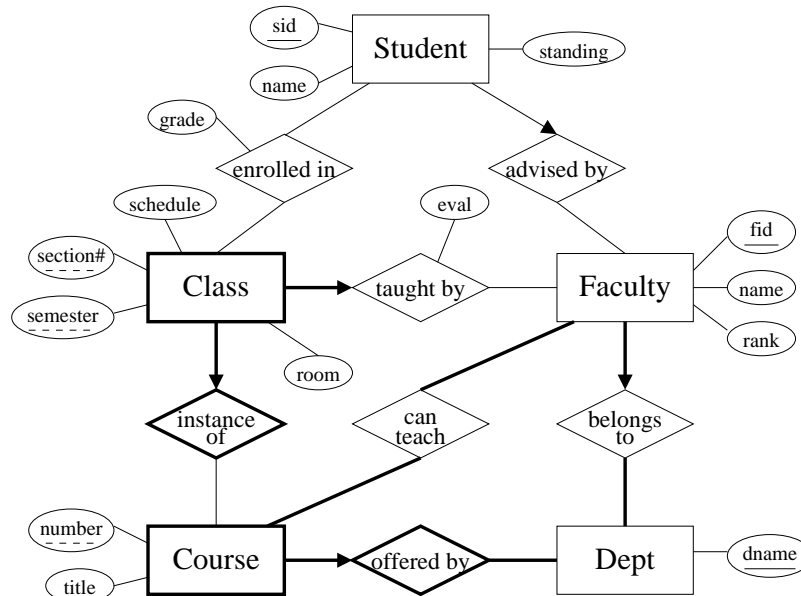 sid
Student
standing
name
grade
enrolled in
advised by
schedule
eval
section#
fid
Class
taught by
Faculty
name
semester
rank
room
instance
of
can
teach
belongs
to
number
Course
offered by
Dept
dname
title